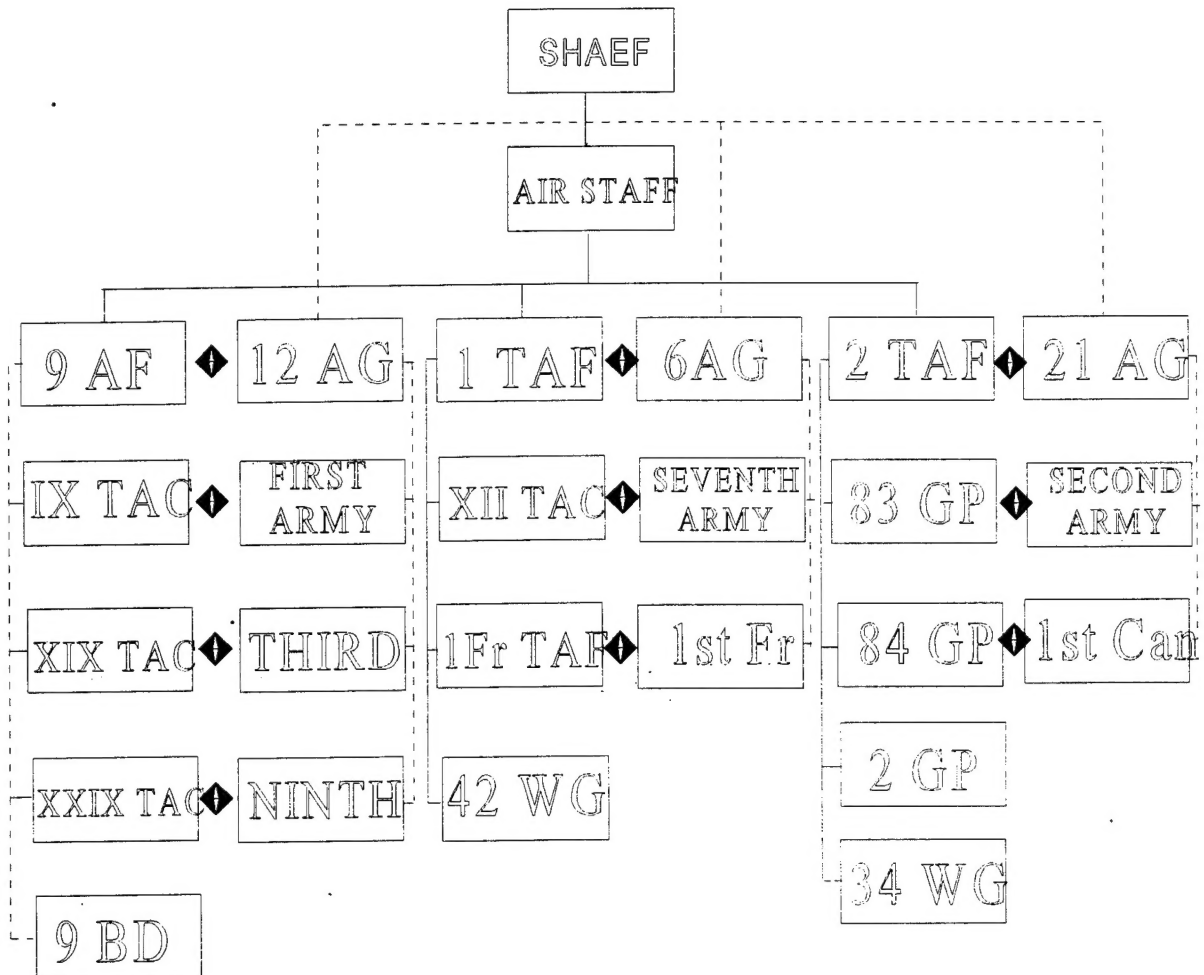 SHAEF
AIR STAFF
9 AF
12 AG
1 TAF
6AG
2 TAF
21 AG
IX TAC
FIRST
ARMY
XII TAC
SEVENTH
ARMY
83 GP
SECOND
ARMY
XIX TAC
THIRD
1Fr TAF
1st Fr
84 GP
1st Cam
XXIX TAC
NINTH
42 WG
2 GP
34 WG
9 BD